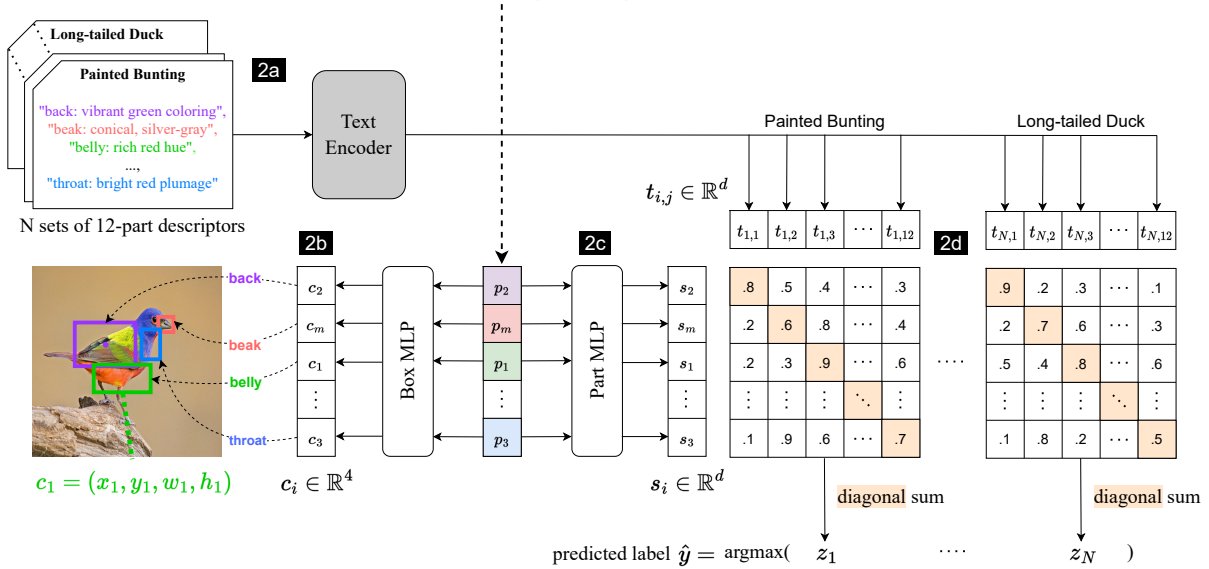 Long-tailed Duck
Painted Bunting
2a
"back: vibrant green coloring",
"beak: conical, silver-gray",
"belly: rich red hue".
...,
"throat: bright red plumage"
N sets of 12-part descriptors
Text
Encoder
Painted Bunting
Long-tailed Duck
t_{i,j} ∈ ℝ^d
t_{1,1} t_{1,2} t_{1,3} ··· t_{1,12}
2d
t_{N,1} t_{N,2} t_{N,3} ··· t_{N,12}
2b
2c
back
beak
belly
throat
c_2
c_m
c_1
⋮
c_3
Box MLP
p_2
p_m
p_1
⋮
p_3
Part MLP
s_2
s_m
s_1
⋮
s_3
.8 .5 .4 ··· .3
.2 .6 .8 ··· .4
.2 .3 .9 ··· .6
⋮ ⋮ ⋮ ⋱ ⋮
.1 .9 .6 ··· .7
····
.9 .2 .3 ··· .1
.2 .7 .6 ··· .3
.5 .4 .8 ··· .6
⋮ ⋮ ⋮ ⋱ ⋮
.1 .8 .2 ··· .5
c_1 = (x_1, y_1, w_1, h_1)
c_i ∈ ℝ^4
s_i ∈ ℝ^d
diagonal sum
diagonal sum
predicted label ŷ = argmax( z_1 ···· z_N )